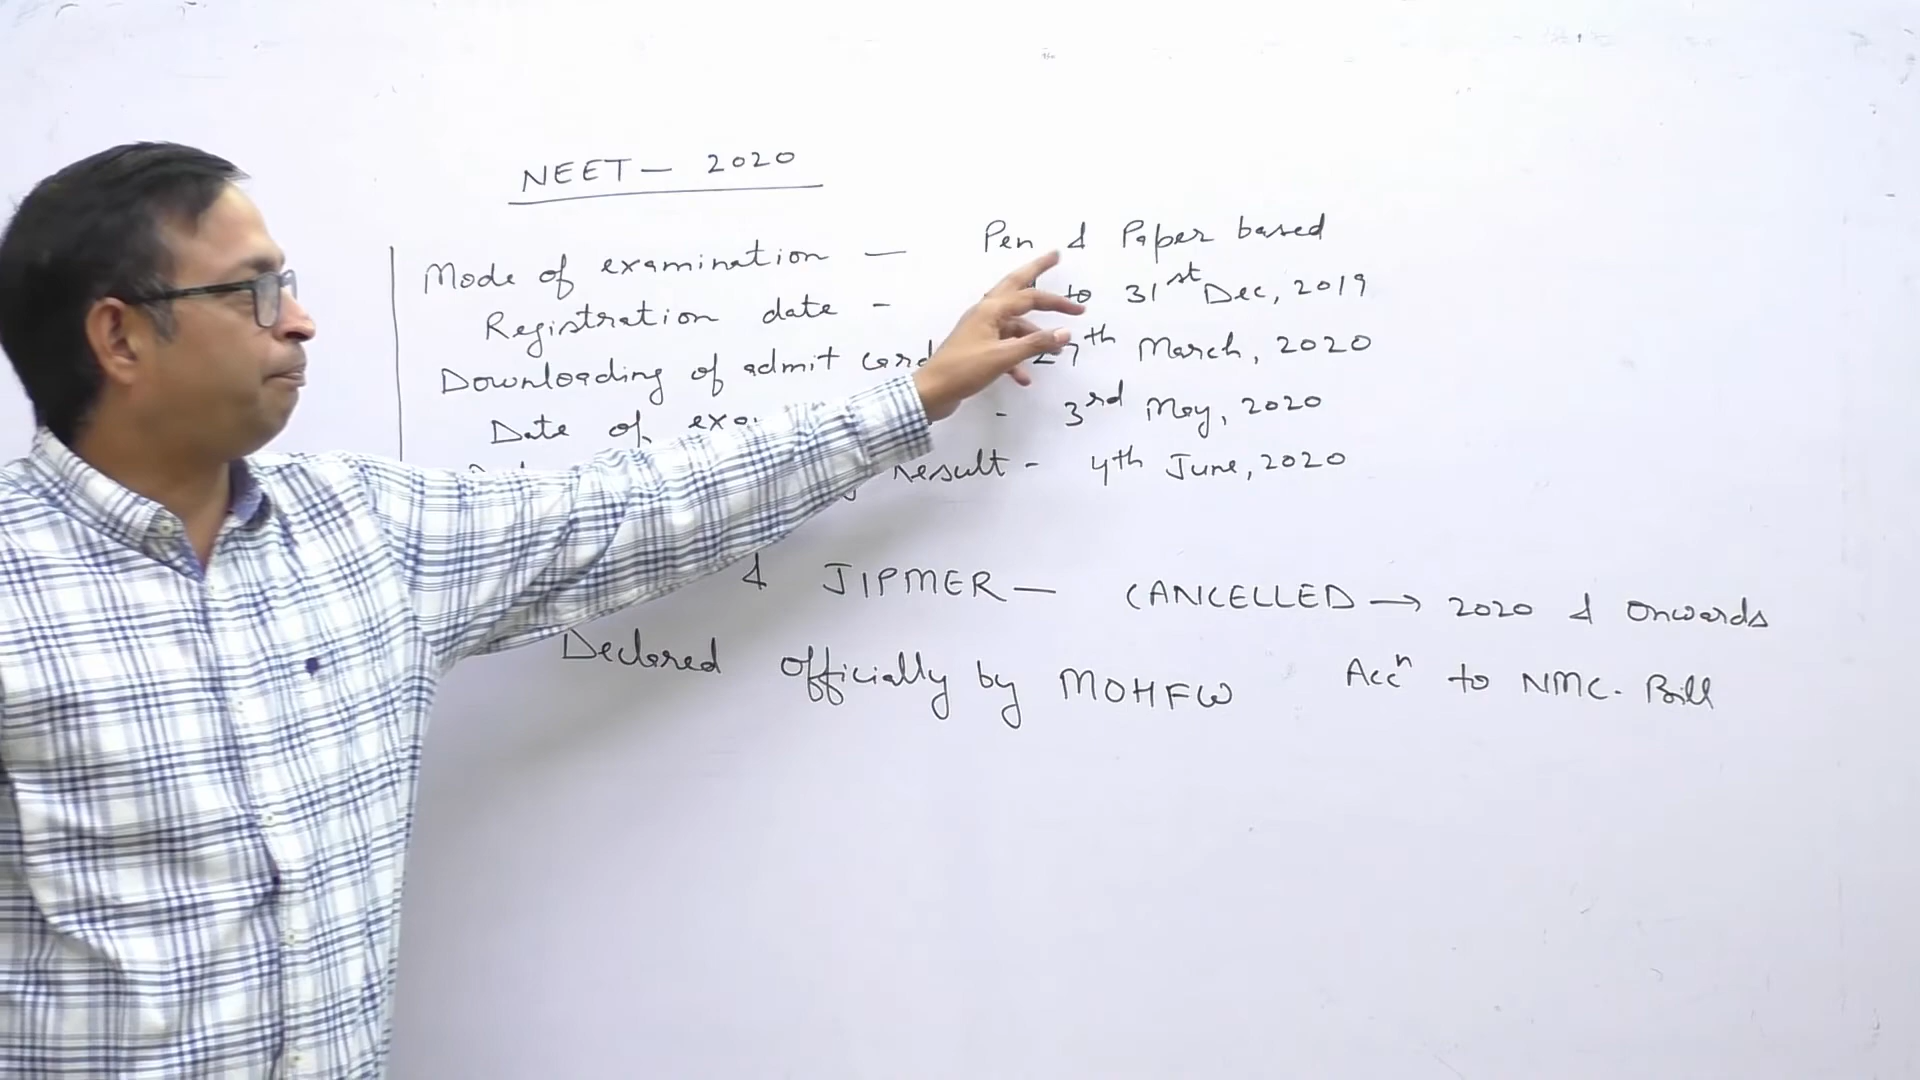 NEET — 2020
Mode of examination — Pen & Paper based
Registration date - to 31st Dec, 2019
Downloading of admit card 27th March, 2020
Date of - 3rd May, 2020
result - 4th June, 2020
& JIPMER — CANCELLED → 2020 & Onwards
Declared officially by MOHFW Accn to NMC. Bill